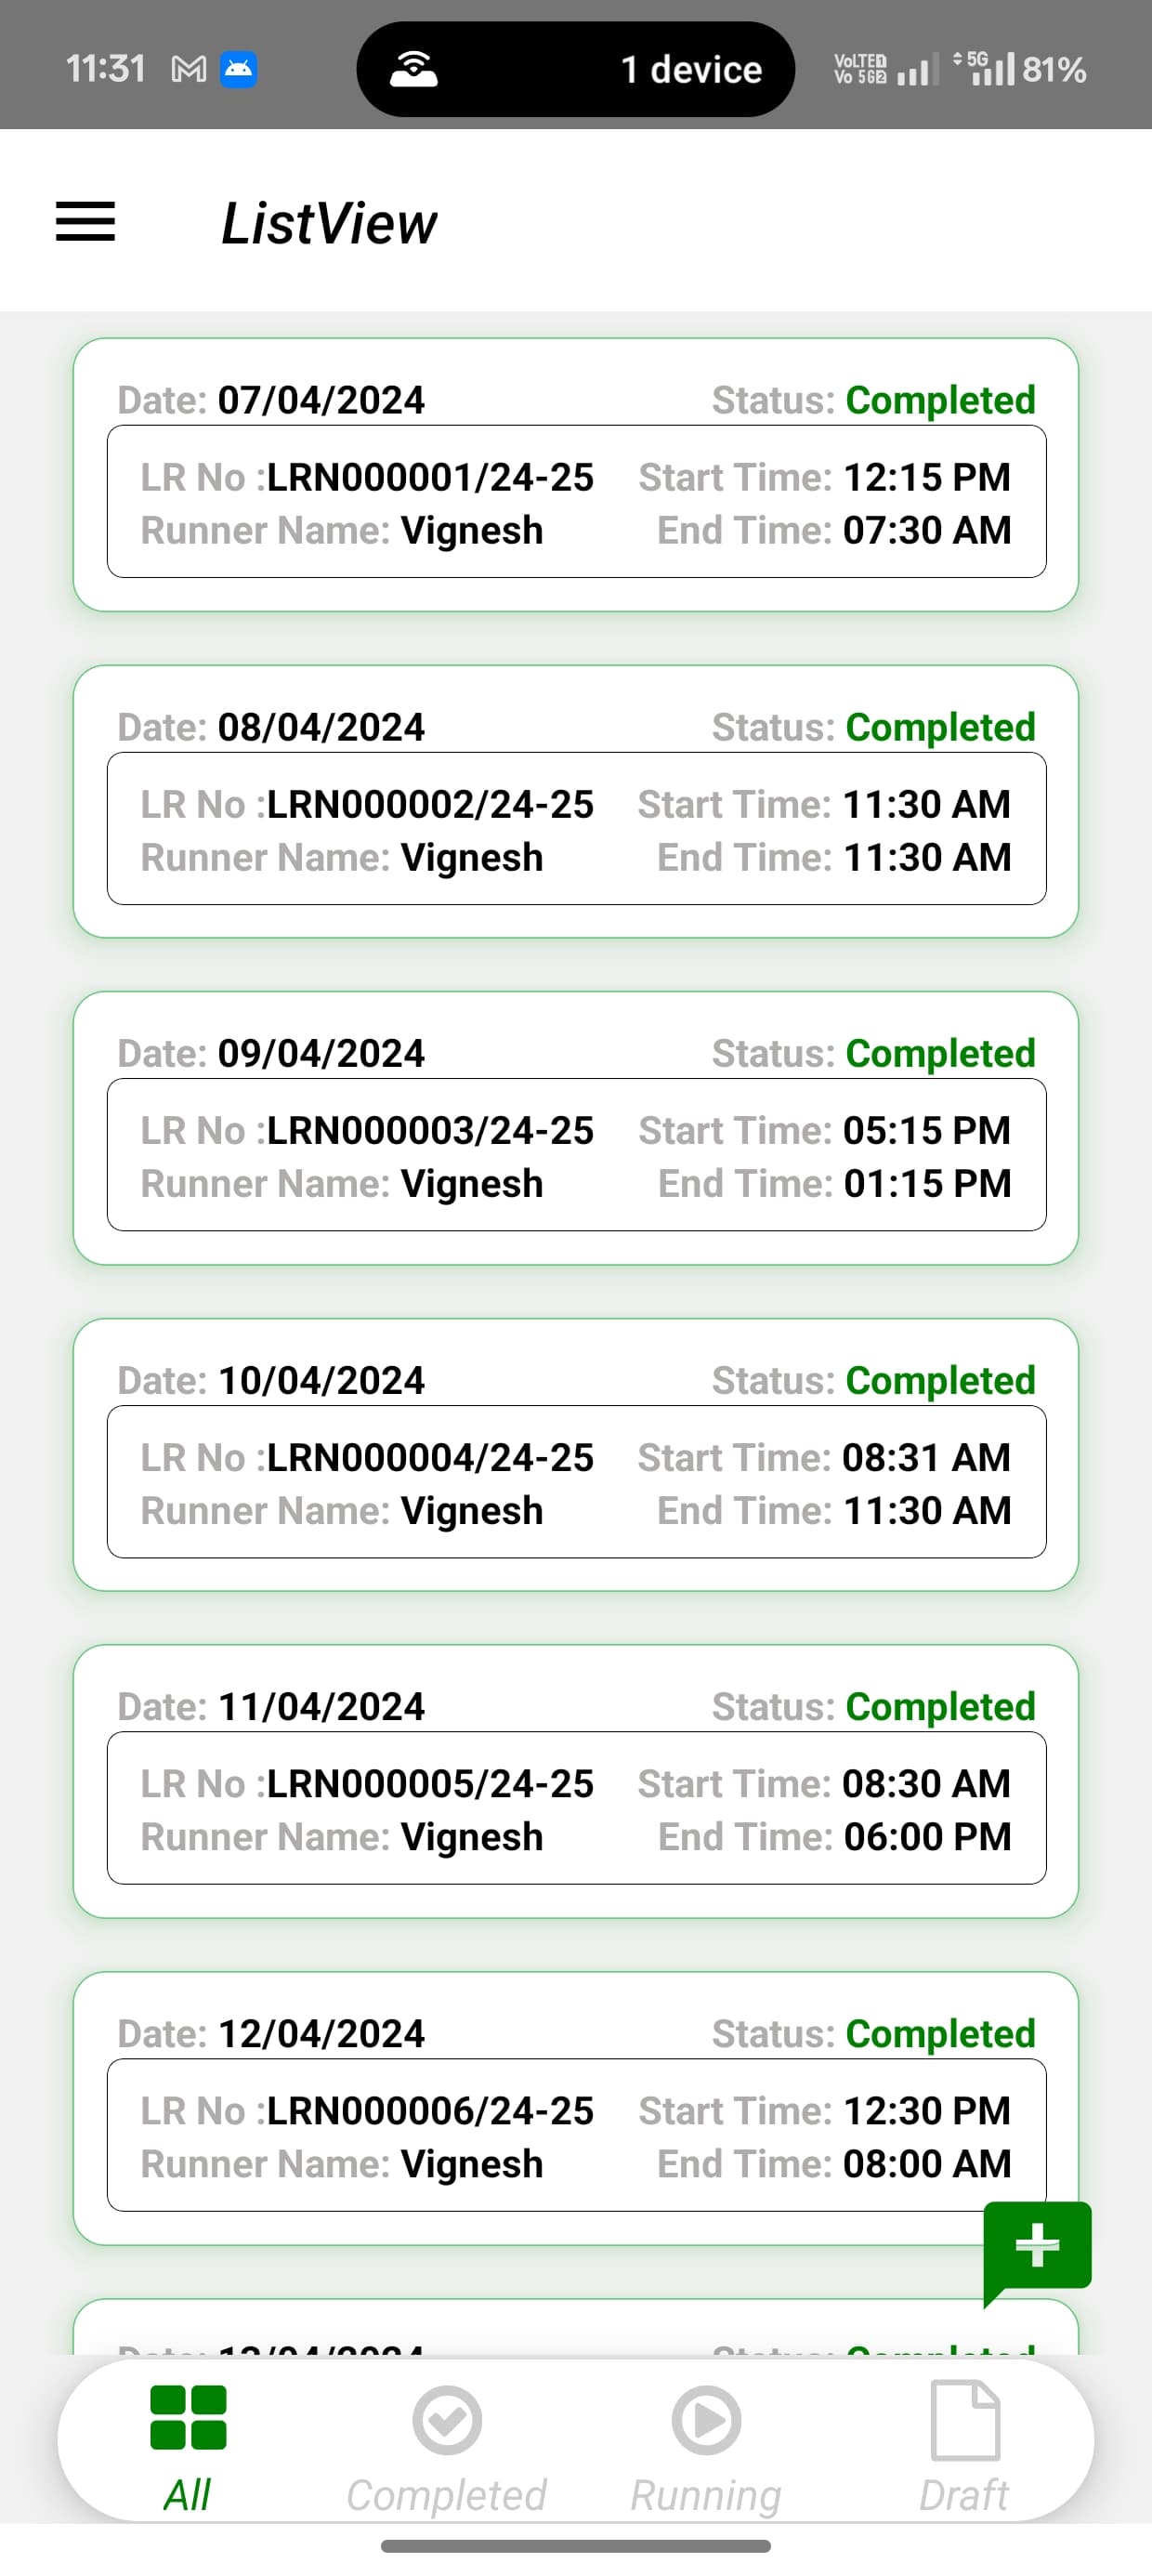 11:31 1 device VoLTED Vo 5G2 5G 81%
ListView
Date: 07/04/2024 Status: Completed
LR No :LRN000001/24-25 Start Time: 12:15 PM
Runner Name: Vignesh End Time: 07:30 AM
Date: 08/04/2024 Status: Completed
LR No :LRN000002/24-25 Start Time: 11:30 AM
Runner Name: Vignesh End Time: 11:30 AM
Date: 09/04/2024 Status: Completed
LR No :LRN000003/24-25 Start Time: 05:15 PM
Runner Name: Vignesh End Time: 01:15 PM
Date: 10/04/2024 Status: Completed
LR No :LRN000004/24-25 Start Time: 08:31 AM
Runner Name: Vignesh End Time: 11:30 AM
Date: 11/04/2024 Status: Completed
LR No :LRN000005/24-25 Start Time: 08:30 AM
Runner Name: Vignesh End Time: 06:00 PM
Date: 12/04/2024 Status: Completed
LR No :LRN000006/24-25 Start Time: 12:30 PM
Runner Name: Vignesh End Time: 08:00 AM
Date: 13/04/2024 Status: Completed
All Completed Running Draft